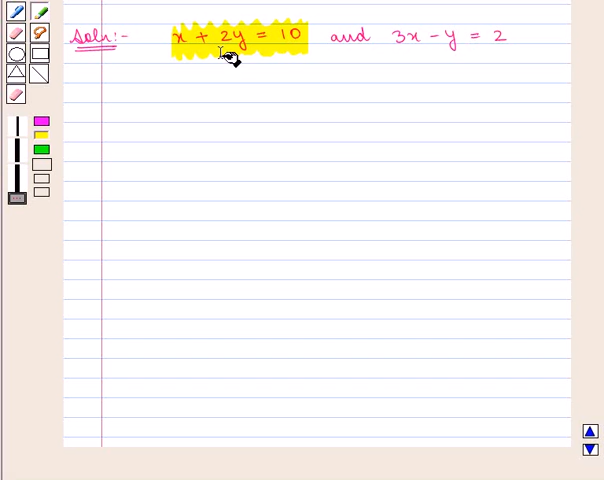 Soln:- x + 2y = 10 and 3x - y = 2